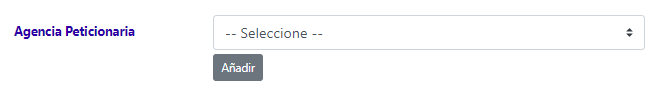 Agencia Peticionaria
-- Seleccione --
Añadir